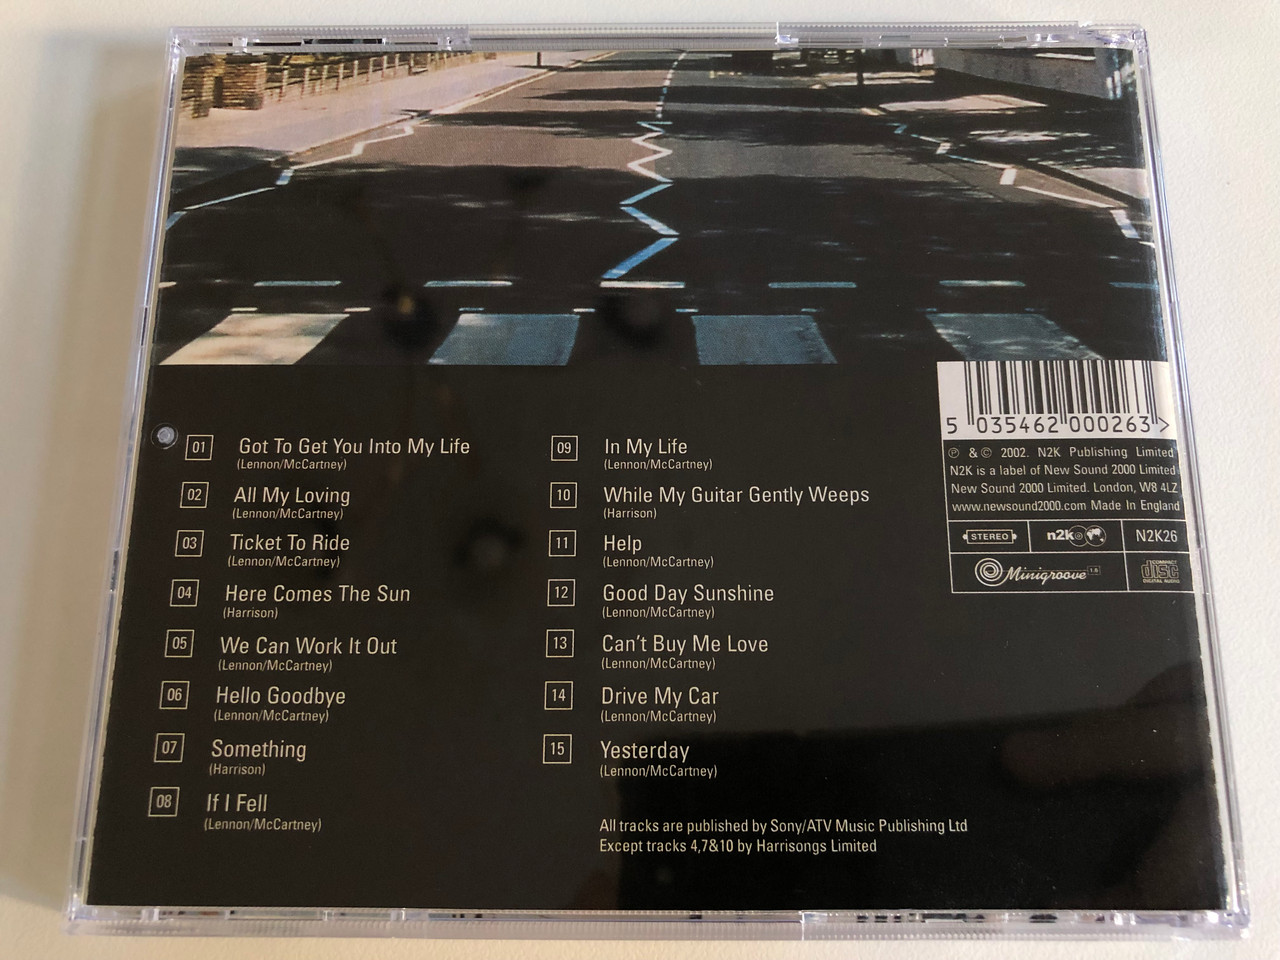 01 Got To Get You Into My Life
(Lennon/McCartney)
02 All My Loving
(Lennon/McCartney)
03 Ticket To Ride
(Lennon/McCartney)
04 Here Comes The Sun
(Harrison)
05 We Can Work It Out
(Lennon/McCartney)
06 Hello Goodbye
(Lennon/McCartney)
07 Something
(Harrison)
08 If I Fell
(Lennon/McCartney)
09 In My Life
(Lennon/McCartney)
10 While My Guitar Gently Weeps
(Harrison)
11 Help
(Lennon/McCartney)
12 Good Day Sunshine
(Lennon/McCartney)
13 Can't Buy Me Love
(Lennon/McCartney)
14 Drive My Car
(Lennon/McCartney)
15 Yesterday
(Lennon/McCartney)
All tracks are published by Sony/ATV Music Publishing Ltd
Except tracks 4,7&10 by Harrisongs Limited
5 035462 000263 >
℗ & © 2002. N2K Publishing Limited
N2K is a label of New Sound 2000 Limited
New Sound 2000 Limited. London, W8 4LZ
www.newsound2000.com Made In England
STEREO n2k N2K26
Minigroove 1.8 COMPACT
disc
DIGITAL AUDIO